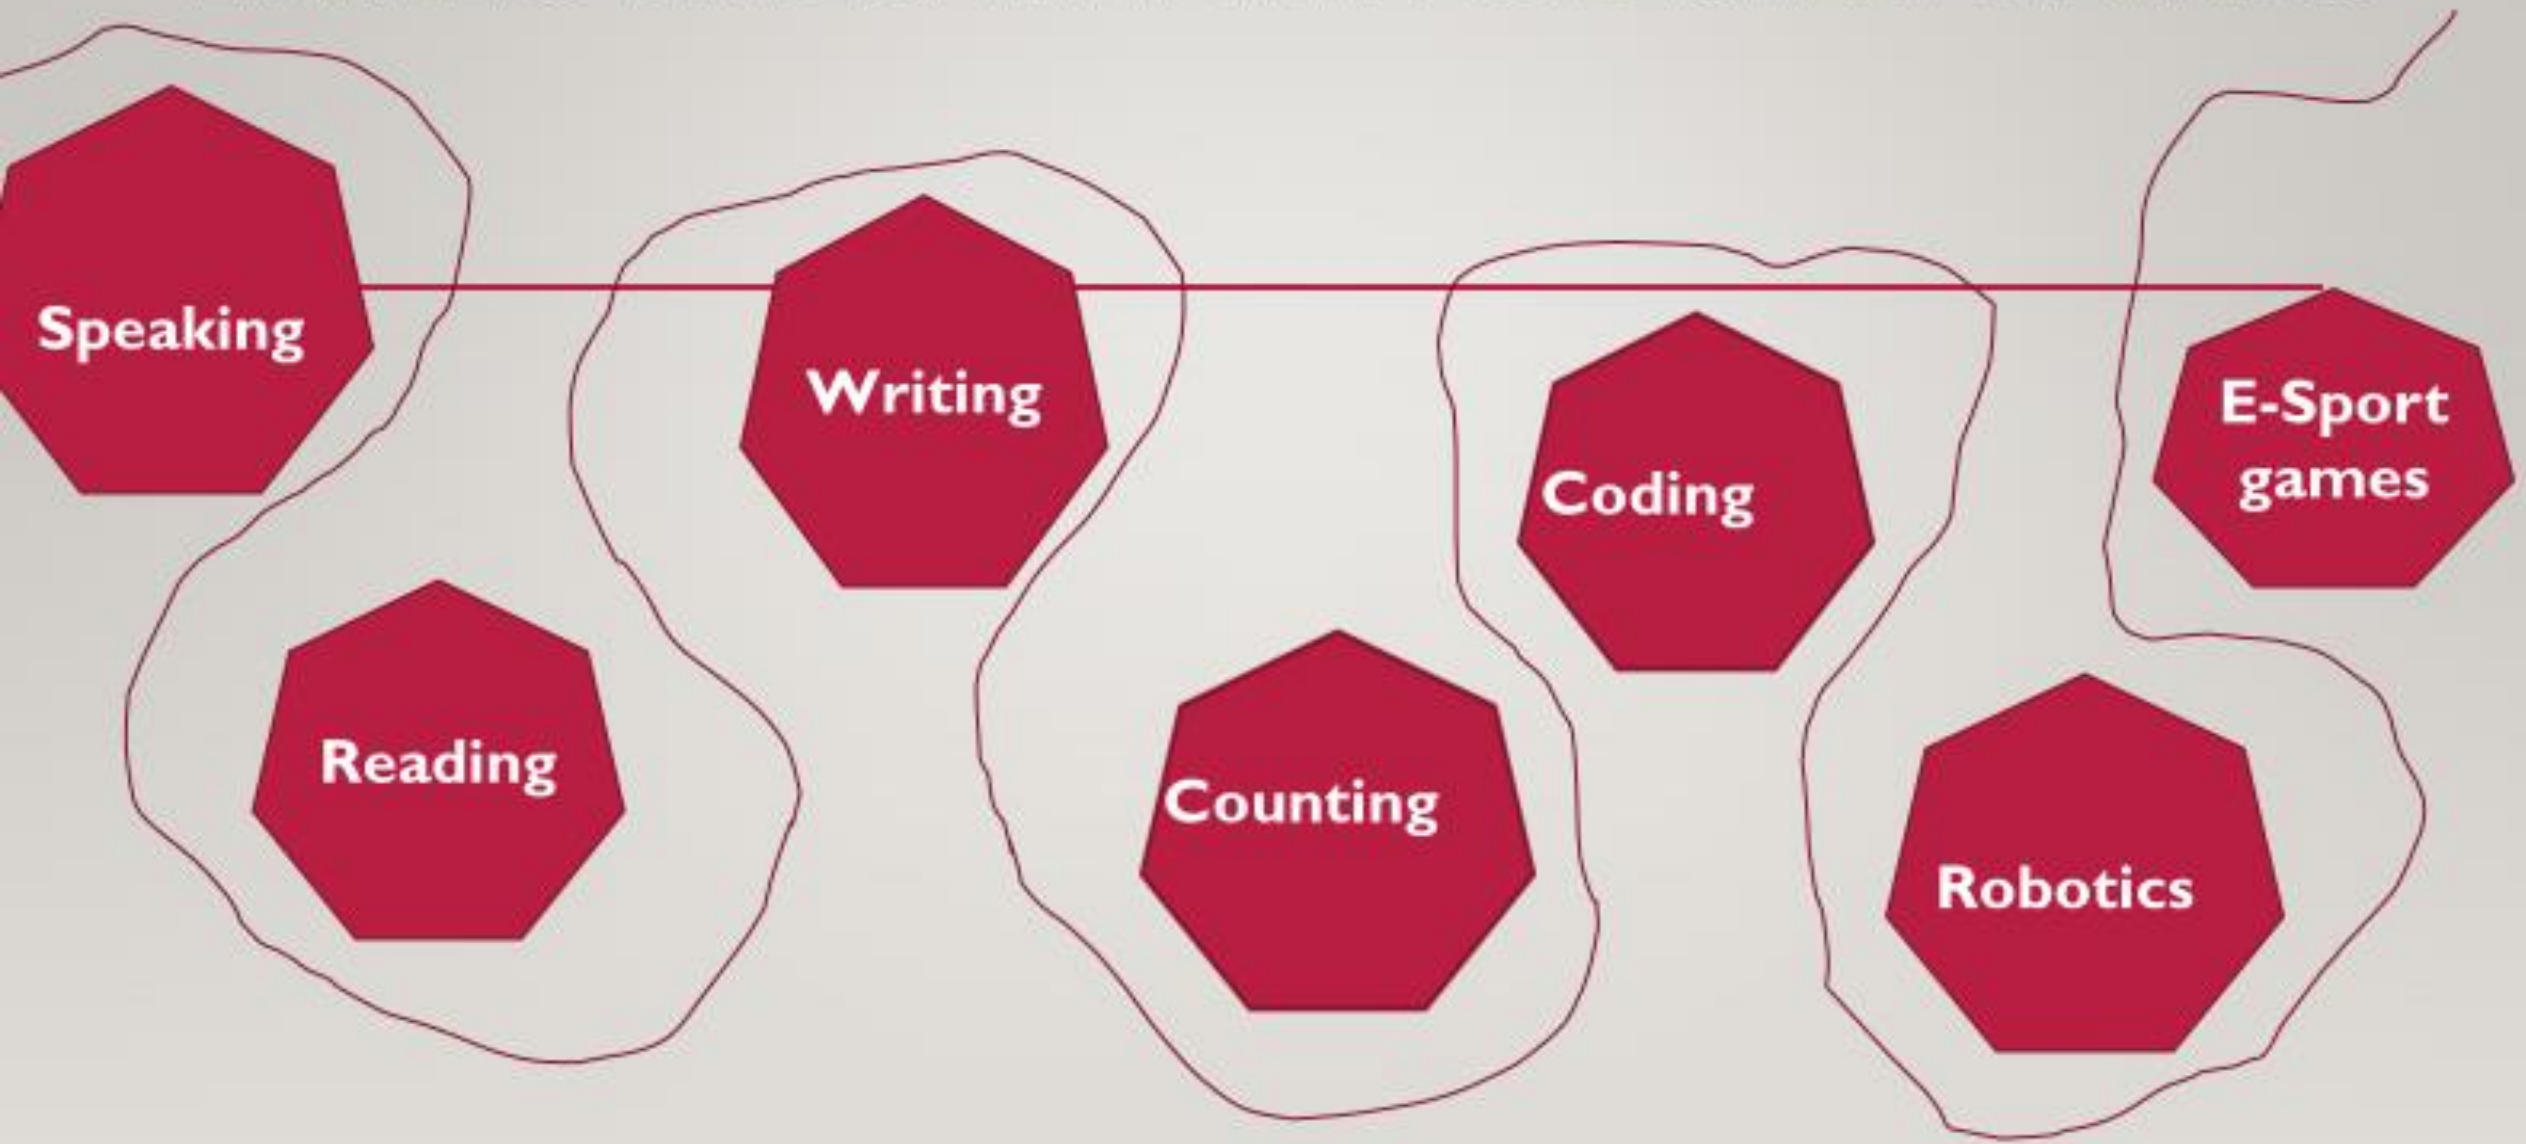 Speaking
Reading
Writing
Counting
Coding
Robotics
E-Sport
games